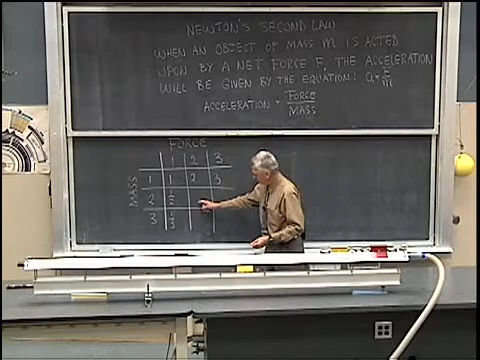 NEWTON'S SECOND LAW
WHEN AN OBJECT OF MASS m IS ACTED
UPON BY A NET FORCE F, THE ACCELERATION
WILL BE GIVEN BY THE EQUATION: a = F/m
ACCELERATION = FORCE/MASS
FORCE
1 2 3
MASS
1 1 2 3
2 1/2
3 1/3